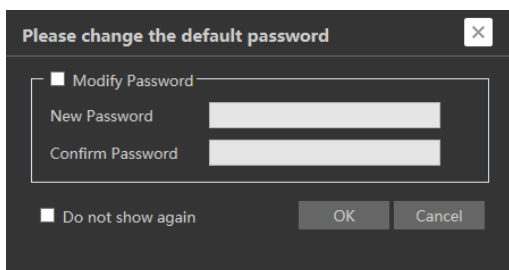 Please change the default password
Modify Password
New Password
Confirm Password
Do not show again
OK
Cancel